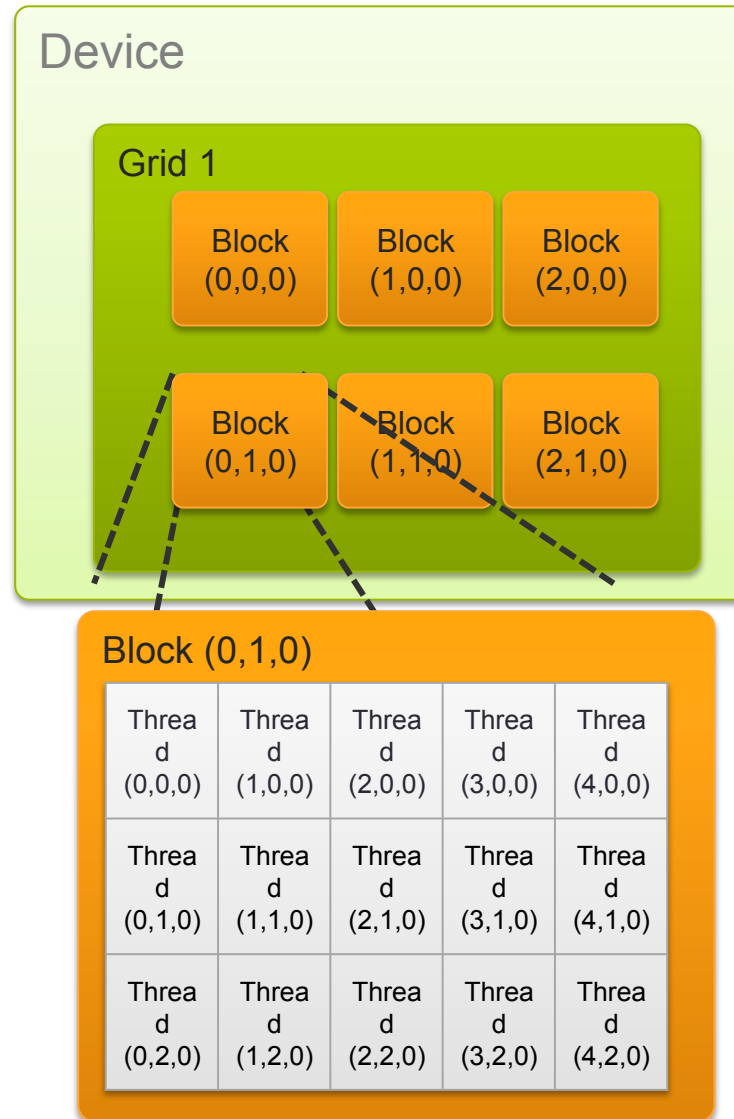 Device
Grid 1
Block Block Block
(0,0,0) (1,0,0) (2,0,0)
Block Block Block
(0,1,0) (1,1,0) (2,1,0)
Block (0,1,0)
Threa Threa Threa Threa Threa
d d d d d
(0,0,0) (1,0,0) (2,0,0) (3,0,0) (4,0,0)
Threa Threa Threa Threa Threa
d d d d d
(0,1,0) (1,1,0) (2,1,0) (3,1,0) (4,1,0)
Threa Threa Threa Threa Threa
d d d d d
(0,2,0) (1,2,0) (2,2,0) (3,2,0) (4,2,0)